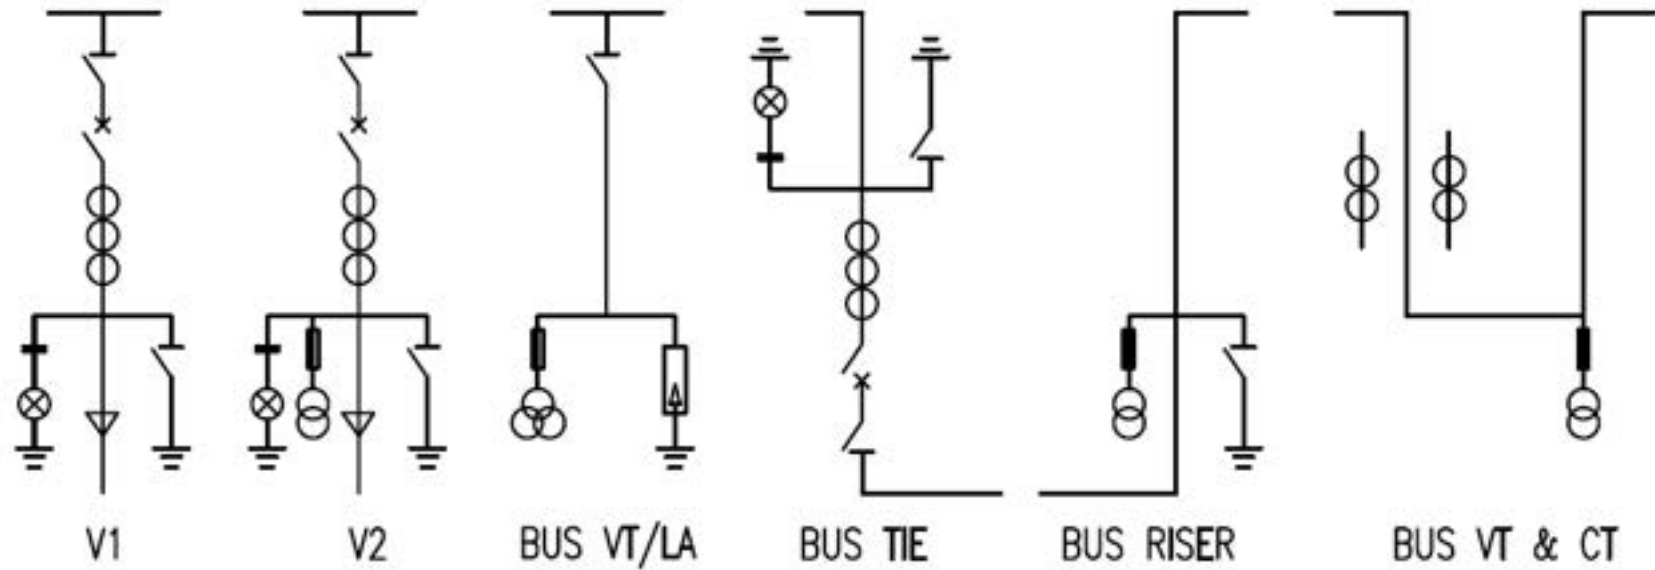 V1 V2 BUS VT/LA BUS TIE BUS RISER BUS VT & CT